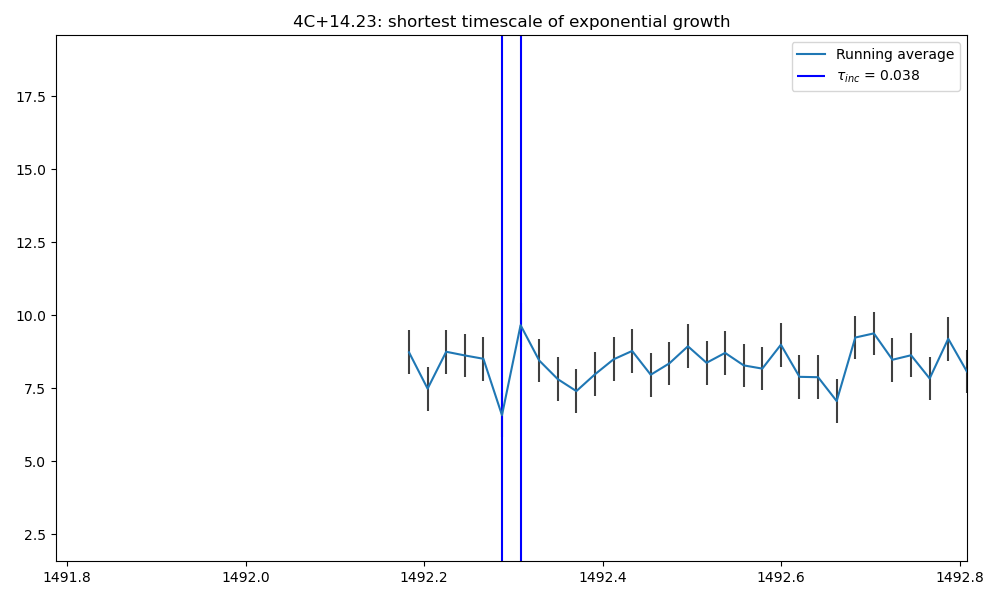 4C+14.23: shortest timescale of exponential growth
Running average
τinc = 0.038
17.5
15.0
12.5
10.0
7.5
5.0
2.5
1491.8 1492.0 1492.2 1492.4 1492.6 1492.8